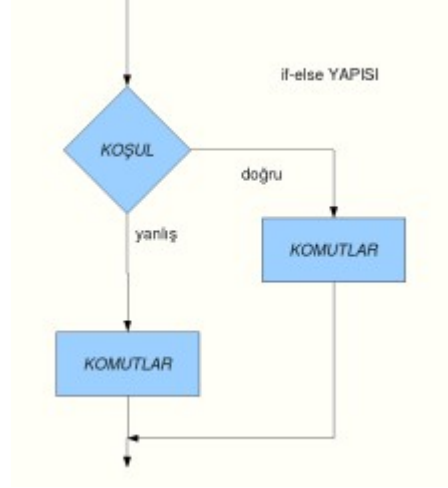 if-else YAPISI
KOŞUL
doğru
yanlış
KOMUTLAR
KOMUTLAR